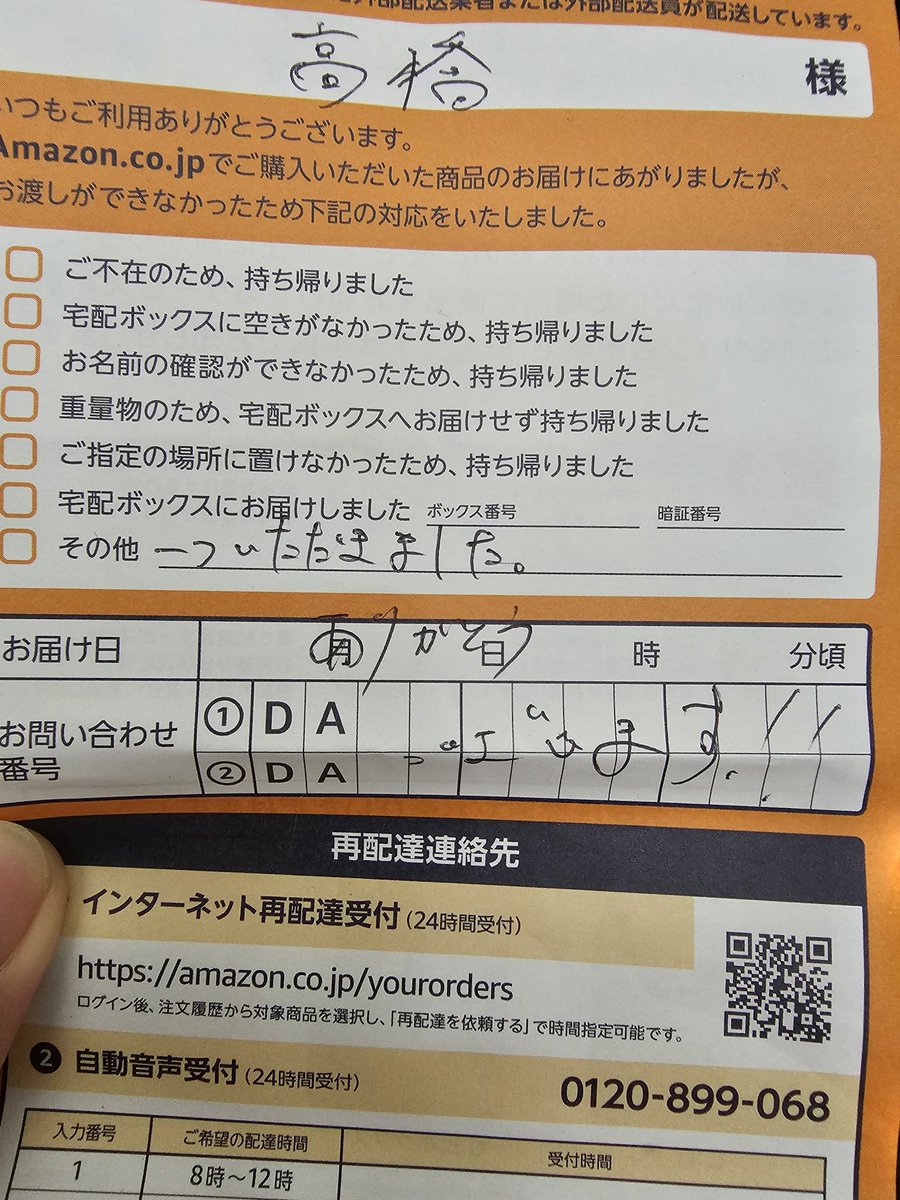 た外部配送業者または外部配送員が配送しています。
高橋 様
いつもご利用ありがとうございます。
Amazon.co.jpでご購入いただいた商品のお届けにあがりましたが、
お渡しができなかったため下記の対応をいたしました。
ご不在のため、持ち帰りました
宅配ボックスに空きがなかったため、持ち帰りました
お名前の確認ができなかったため、持ち帰りました
重量物のため、宅配ボックスへお届けせず持ち帰りました
ご指定の場所に置けなかったため、持ち帰りました
宅配ボックスにお届けしました ボックス番号 暗証番号
その他 一ついただきました。
お届け日 月 日 時 分頃
ありがとう
お問い合わせ番号 ① D A
② D A
ございます!!
再配達連絡先
インターネット再配達受付(24時間受付)
https://amazon.co.jp/yourorders
ログイン後、注文履歴から対象商品を選択し、「再配達を依頼する」で時間指定可能です。
2 自動音声受付(24時間受付) 0120-899-068
入力番号 ご希望の配達時間 受付時間
1 8時~12時